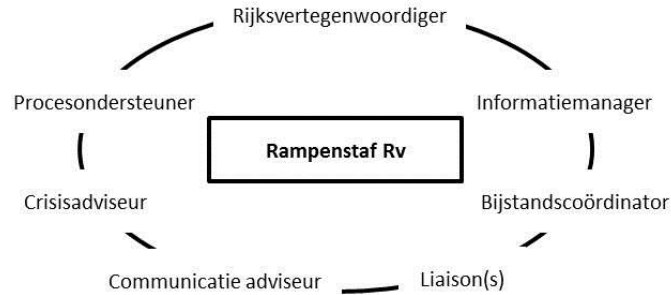 Rijksvertegenwoordiger
Procesondersteuner
Informatiemanager
Rampenstaf Rv
Crisisadviseur
Bijstandscoördinator
Communicatie adviseur
Liaison(s)